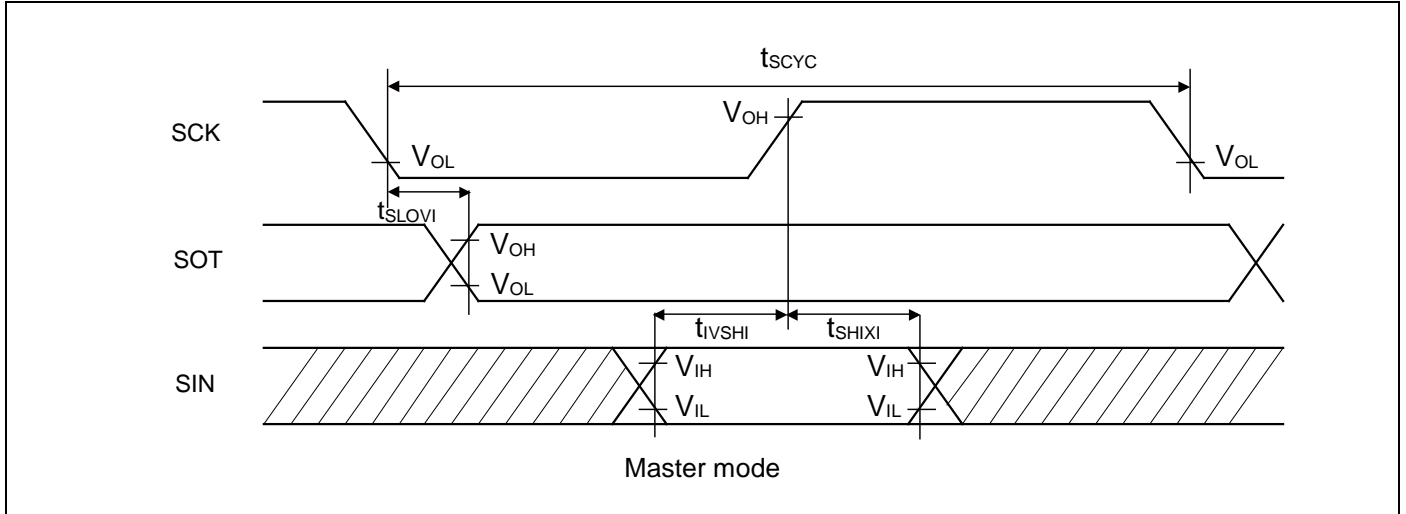 tSCYC
SCK
VOH
VOL
VOL
tSLOVI
SOT
VOH
VOL
tIVSHI
tSHIXI
SIN
VIH
VIH
VIL
VIL
Master mode